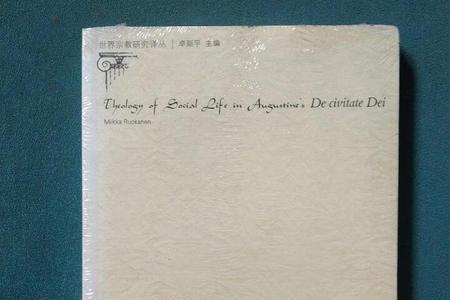 世界宗教研究译丛 | 卓新平 主编
Theology of Social Life in Augustine's De civitate Dei
Miikka Ruokanen